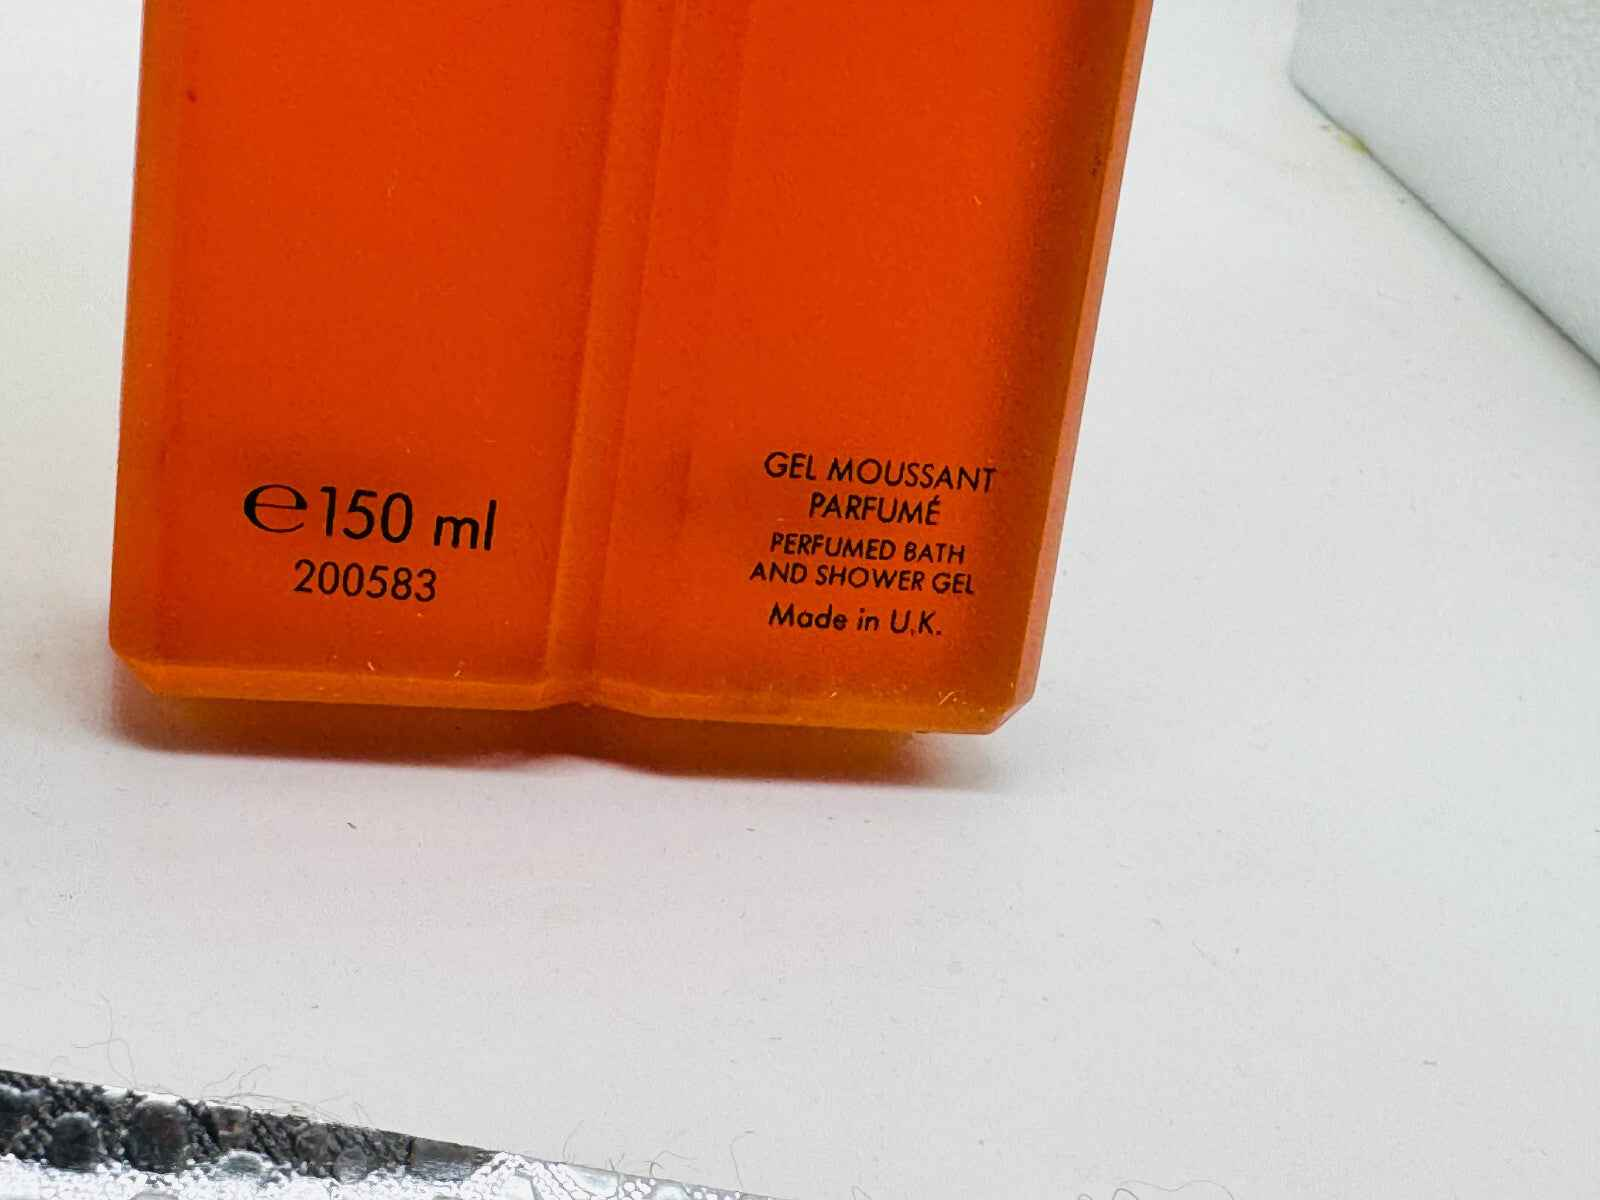 ℮150 ml
200583
GEL MOUSSANT
PARFUMÉ
PERFUMED BATH
AND SHOWER GEL
Made in U.K.